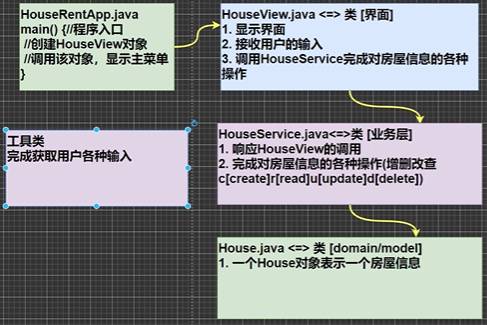 HouseRentApp.java
main() {//程序入口
//创建HouseView对象
//调用该对象，显示主菜单
}
HouseView.java <=> 类 [界面]
1. 显示界面
2. 接收用户的输入
3. 调用HouseService完成对房屋信息的各种
操作
工具类
完成获取用户各种输入
HouseService.java<=>类 [业务层]
1. 响应HouseView的调用
2. 完成对房屋信息的各种操作(增删改查
c[create]r[read]u[update]d[delete])
House.java <=> 类 [domain/model]
1. 一个House对象表示一个房屋信息